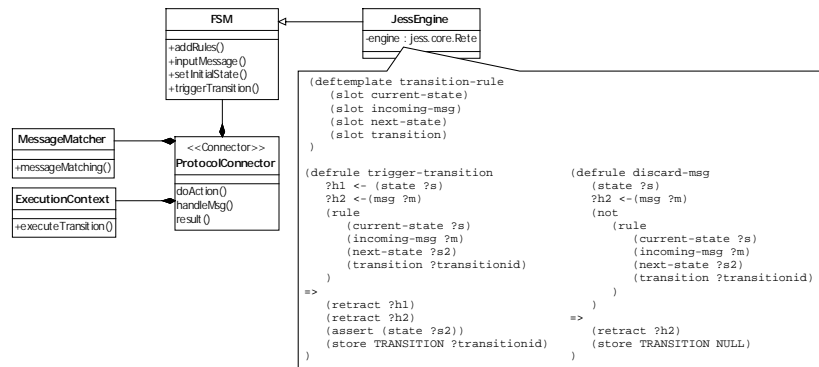 FSM
+addRules()
+inputMessage()
+setInitialState()
+triggerTransition()
JessEngine
-engine : jess.core.Rete
MessageMatcher
+messageMatching()
ExecutionContext
+executeTransition()
<<Connector>>
ProtocolConnector
doAction()
handleMsg()
result()
(deftemplate transition-rule
(slot current-state)
(slot incoming-msg)
(slot next-state)
(slot transition)
)
(defrule trigger-transition
?h1 <- (state ?s)
?h2 <-(msg ?m)
(rule
(current-state ?s)
(incoming-msg ?m)
(next-state ?s2)
(transition ?transitionid)
)
=>
(retract ?h1)
(retract ?h2)
(assert (state ?s2))
(store TRANSITION ?transitionid)
)
(defrule discard-msg
(state ?s)
?h2 <-(msg ?m)
(not
(rule
(current-state ?s)
(incoming-msg ?m)
(next-state ?s2)
(transition ?transitionid)
)
)
=>
(retract ?h2)
(store TRANSITION NULL)
)